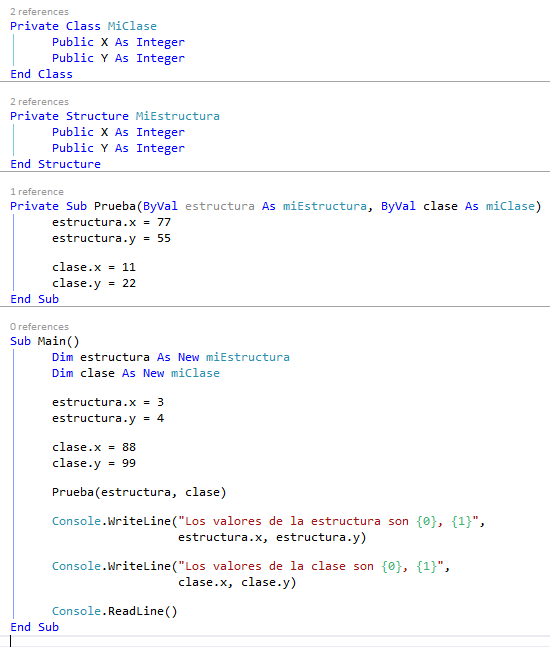 2 references
Private Class MiClase
Public X As Integer
Public Y As Integer
End Class
2 references
Private Structure MiEstructura
Public X As Integer
Public Y As Integer
End Structure
1 reference
Private Sub Prueba(ByVal estructura As miEstructura, ByVal clase As miClase)
estructura.x = 77
estructura.y = 55
clase.x = 11
clase.y = 22
End Sub
0 references
Sub Main()
Dim estructura As New miEstructura
Dim clase As New miClase
estructura.x = 3
estructura.y = 4
clase.x = 88
clase.y = 99
Prueba(estructura, clase)
Console.WriteLine("Los valores de la estructura son {0}, {1}",
estructura.x, estructura.y)
Console.WriteLine("Los valores de la clase son {0}, {1}",
clase.x, clase.y)
Console.ReadLine()
End Sub